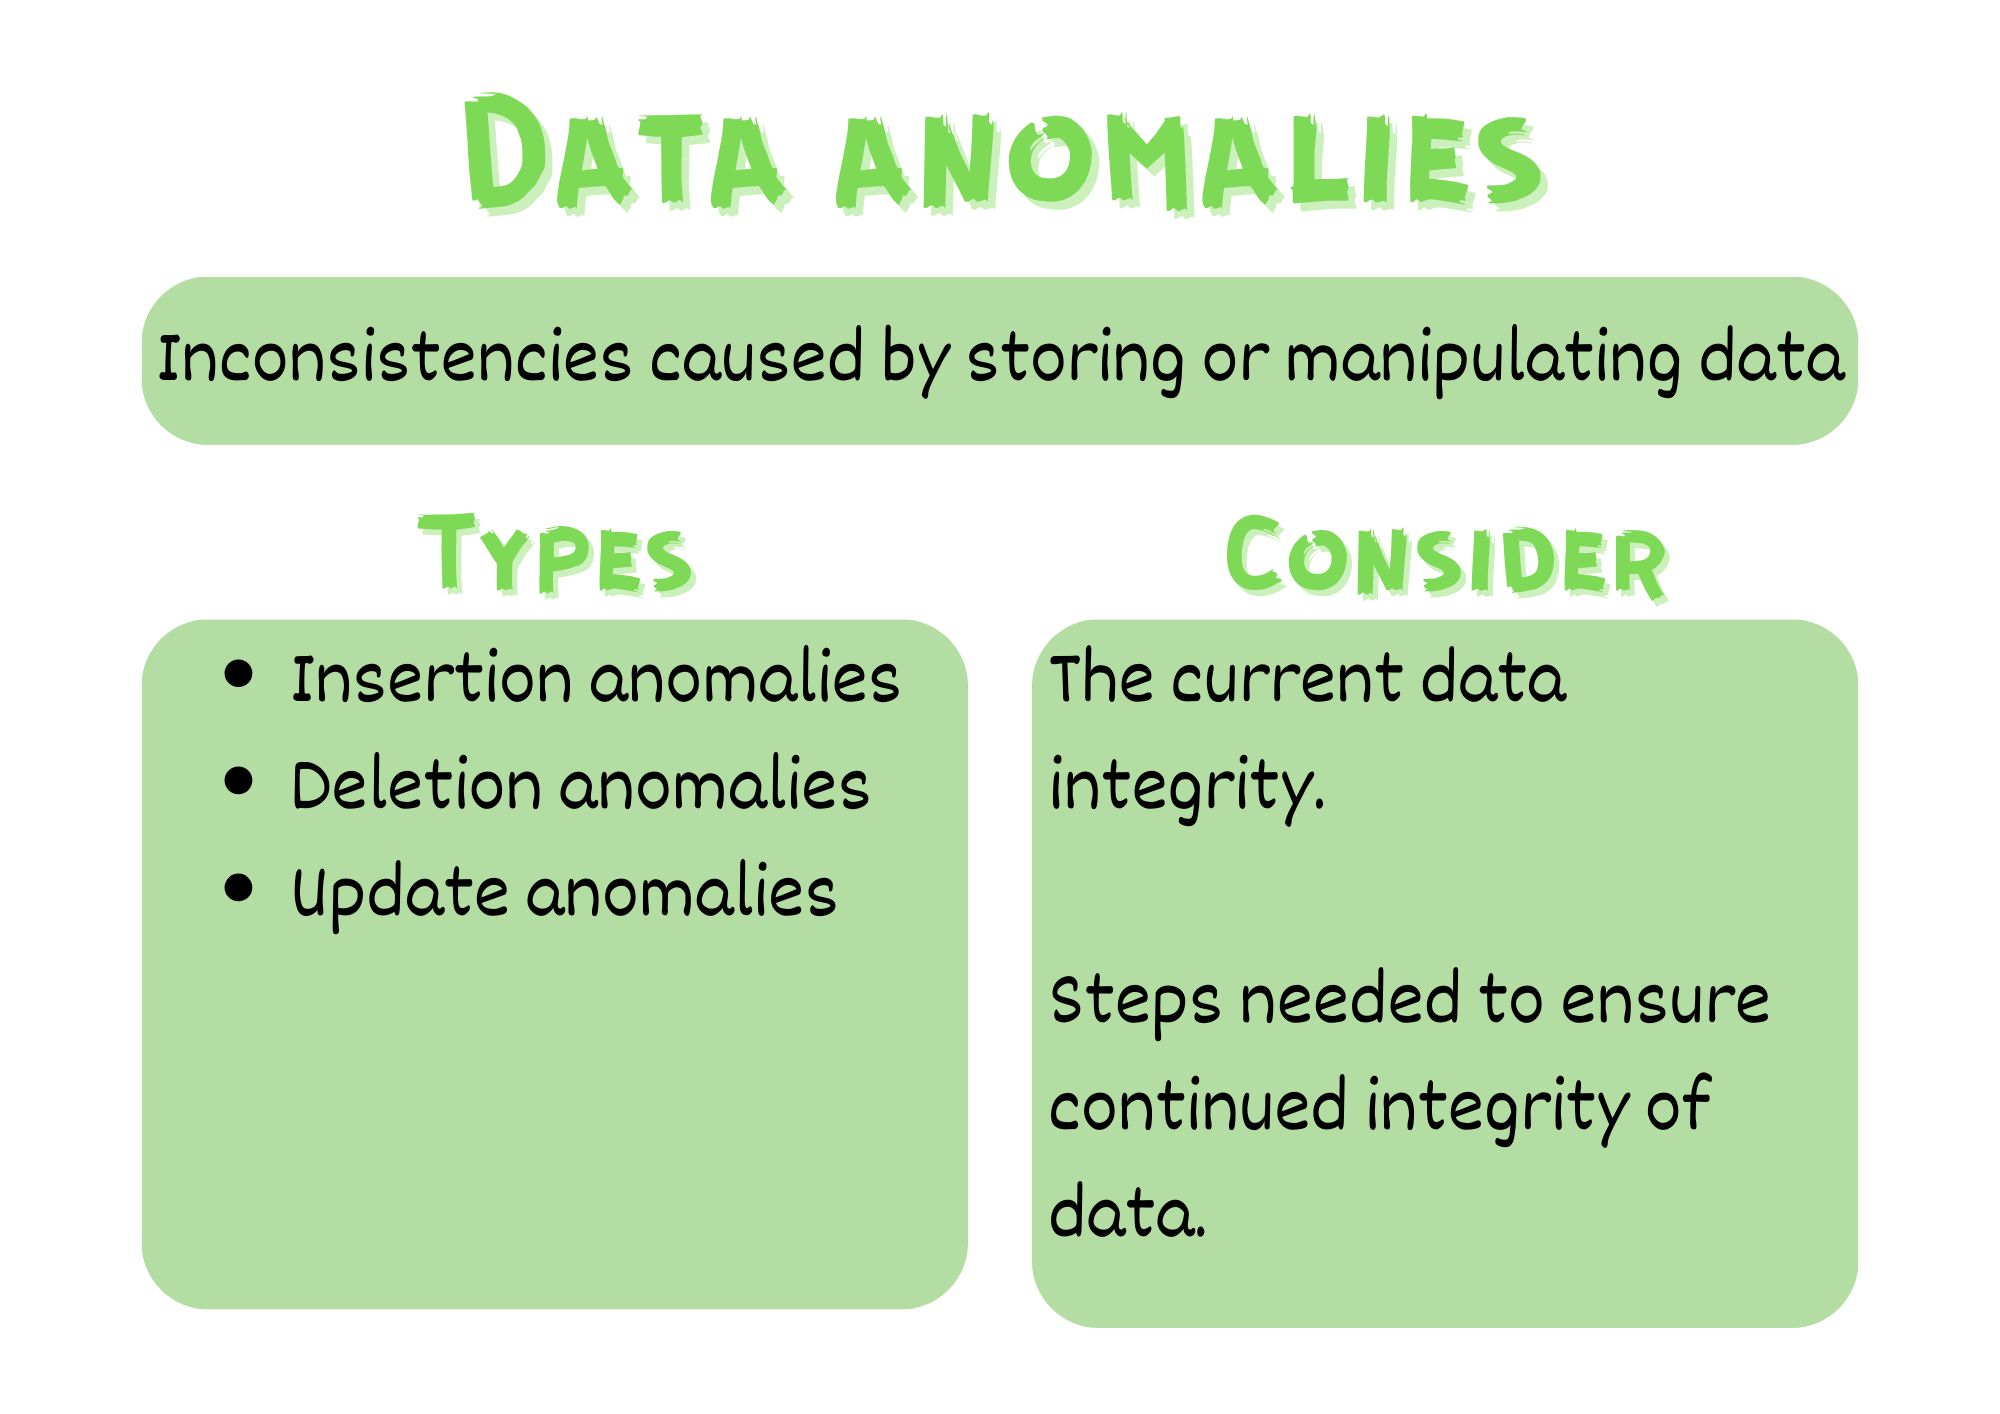 Data anomalies
Inconsistencies caused by storing or manipulating data
Types
Consider
• Insertion anomalies
• Deletion anomalies
• Update anomalies
The current data
integrity.
Steps needed to ensure
continued integrity of
data.